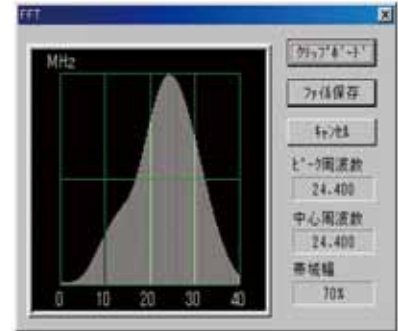 FFT
MHz
0 10 20 30 40
ｸﾘｯﾌﾟﾎﾞｰﾄﾞ
ﾌｧｲﾙ保存
ｷｬﾝｾﾙ
ﾋﾟｰｸ周波数
24.400
中心周波数
24.400
帯域幅
70%